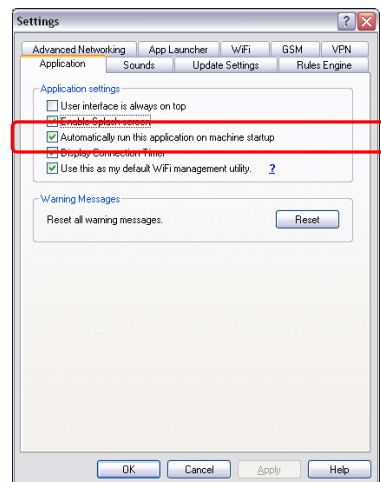 Settings
Advanced Networking App Launcher WiFi GSM VPN
Application Sounds Update Settings Rules Engine
Application settings
User interface is always on top
Enable Splash screen
Automatically run this application on machine startup
Display Connection Timer
Use this as my default WiFi management utility. ?
Warning Messages
Reset all warning messages. Reset
OK Cancel Apply Help